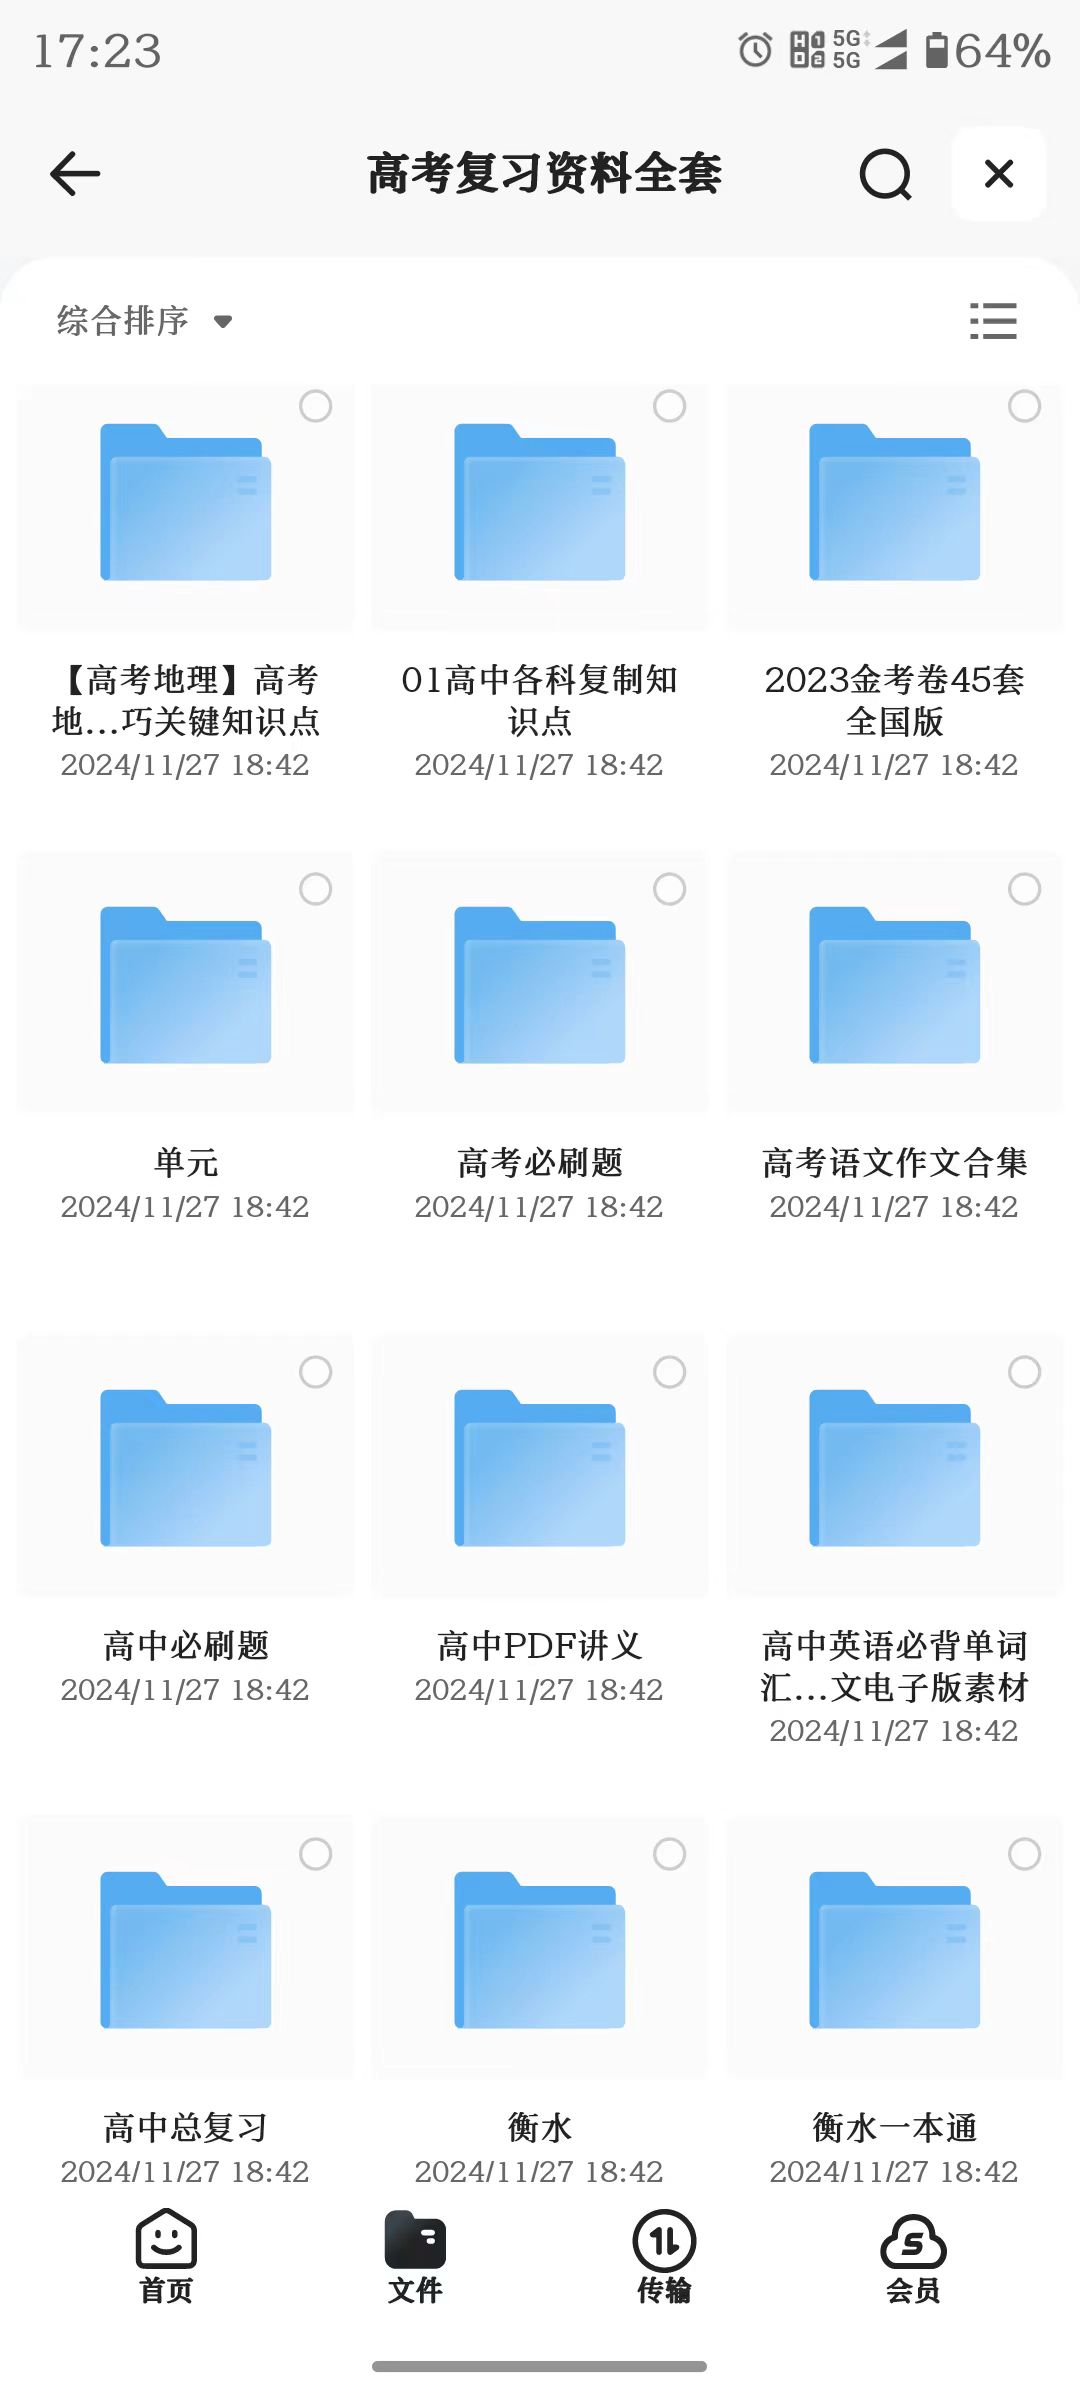 17:23
5G
5G
64%
高考复习资料全套
综合排序
【高考地理】高考
地...巧关键知识点
2024/11/27 18:42
01高中各科复制知
识点
2024/11/27 18:42
2023金考卷45套
全国版
2024/11/27 18:42
单元
2024/11/27 18:42
高考必刷题
2024/11/27 18:42
高考语文作文合集
2024/11/27 18:42
高中必刷题
2024/11/27 18:42
高中PDF讲义
2024/11/27 18:42
高中英语必背单词
汇...文电子版素材
2024/11/27 18:42
高中总复习
2024/11/27 18:42
衡水
2024/11/27 18:42
衡水一本通
2024/11/27 18:42
首页
文件
传输
会员